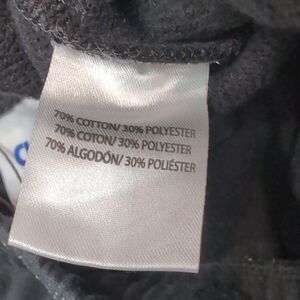 70% COTTON/ 30% POLYESTER
70% COTON/ 30% POLYESTER
70% ALGODÓN/ 30% POLIÉSTER